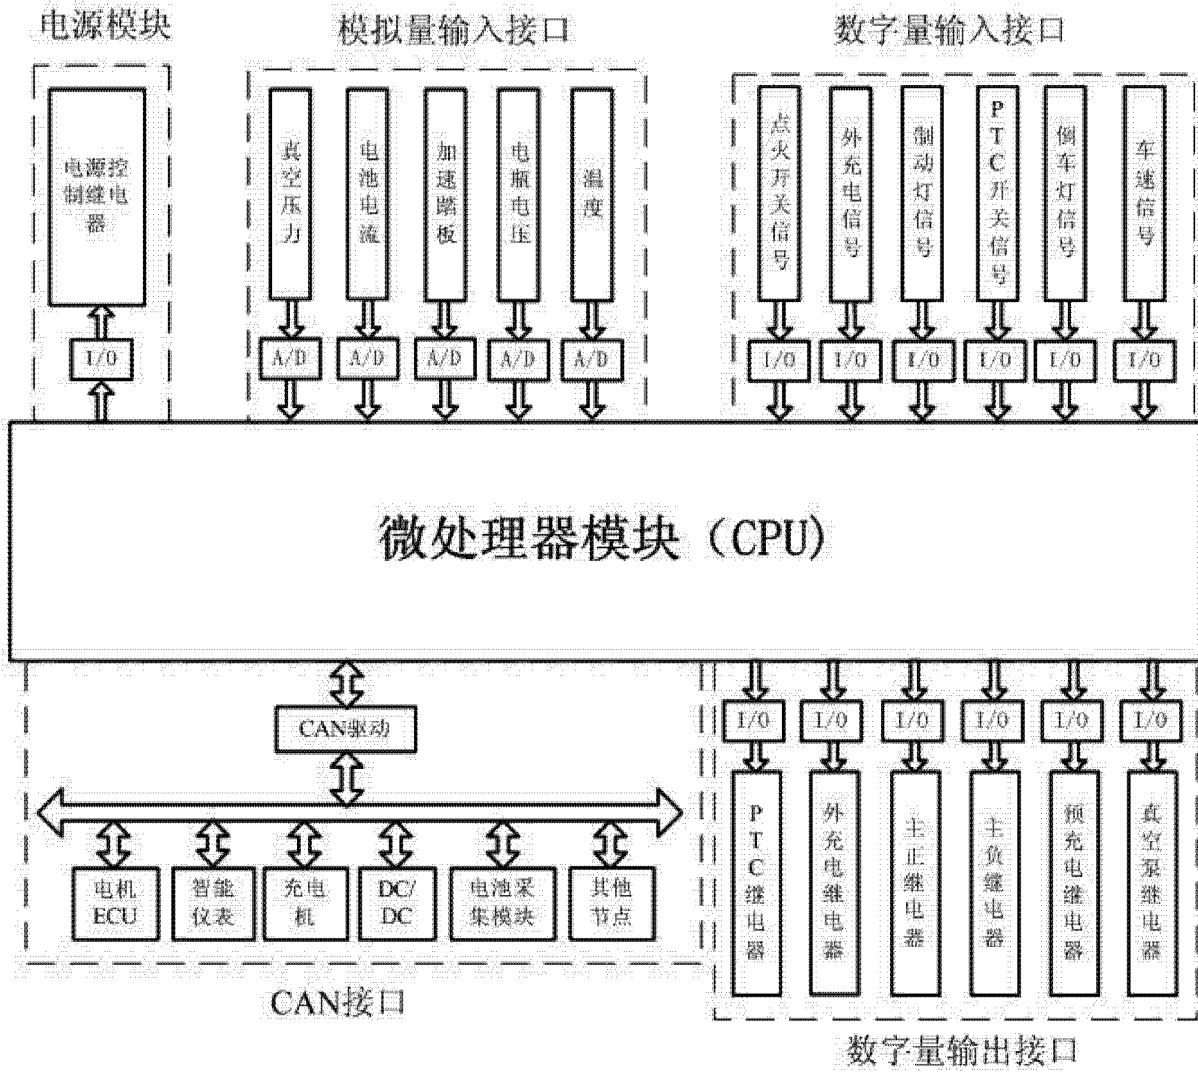 电源模块
模拟量输入接口
数字量输入接口
电源控
制继电
器
真空压力
电池电流
加速踏板
电瓶电压
温度
点火开关信号
外充电信号
制动灯信号
PTC开关信号
倒车灯信号
车速信号
I/O
A/D
A/D
A/D
A/D
A/D
I/O
I/O
I/O
I/O
I/O
I/O
微处理器模块（CPU)
CAN驱动
I/O
I/O
I/O
I/O
I/O
I/O
电机
ECU
智能
仪表
充电
机
DC/
DC
电池采
集模块
其他
节点
PTC继电器
外充电继电器
主正继电器
主负继电器
预充电继电器
真空泵继电器
CAN接口
数字量输出接口